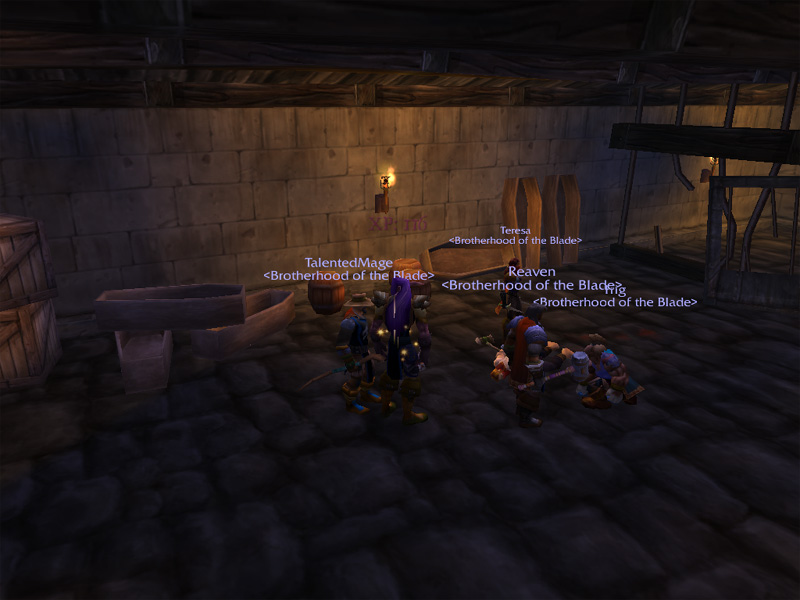 Teresa
<Brotherhood of the Blade>
TalentedMage
<Brotherhood of the Blade>
Reaven
<Brotherhood of the Blade>
<Brotherhood of the Blade>